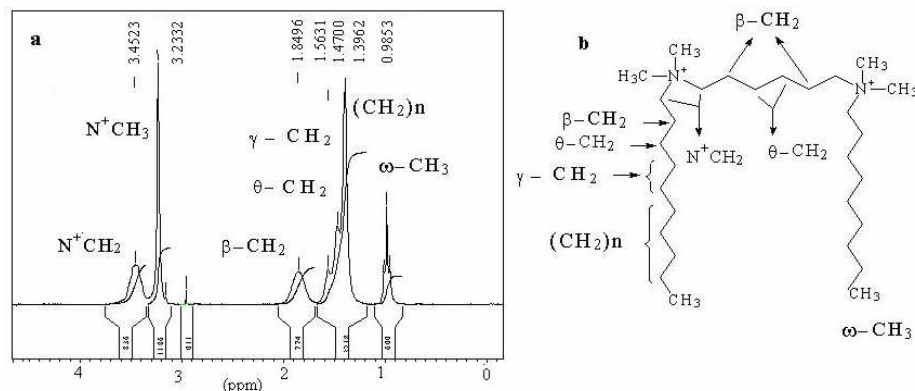 a
3.4523
3.2332
1.8496
1.5631
1.4700
1.3962
0.9853
N⁺CH₃
N⁺CH₂
β–CH₂
γ – CH₂
θ– CH₂
(CH₂)n
ω–CH₃
4 3 2 1 0
(ppm)
b
β–CH₂
CH₃
H₃C
N⁺
CH₃
N⁺
CH₃
β–CH₂
θ–CH₂
N⁺CH₂
θ–CH₂
γ – CH₂
(CH₂)n
CH₃
CH₃
ω–CH₃